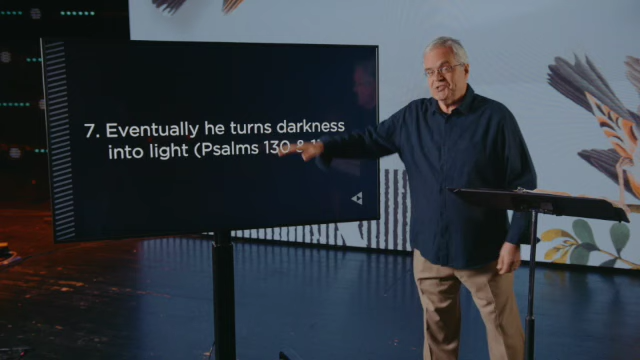 7. Eventually he turns darkness
into light (Psalms 130 &